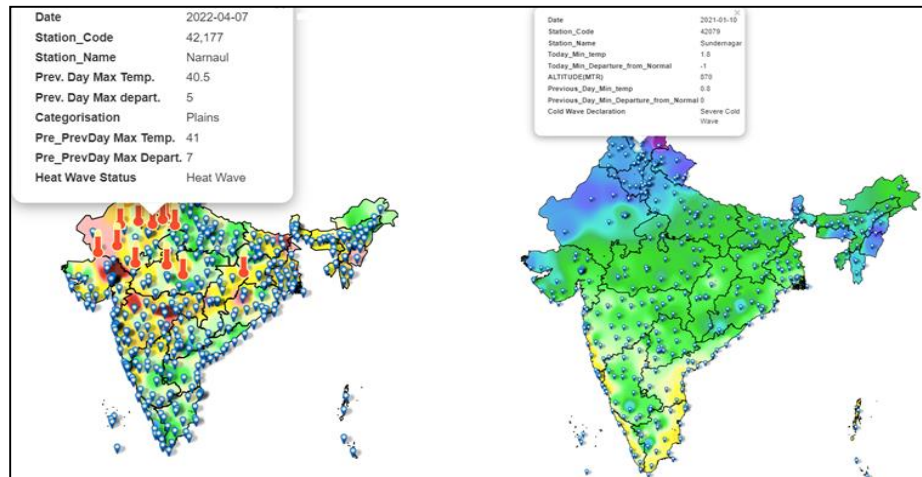 Date 2022-04-07
Station_Code 42,177
Station_Name Narnaul
Prev. Day Max Temp. 40.5
Prev. Day Max depart. 5
Categorisation Plains
Pre_PrevDay Max Temp. 41
Pre_PrevDay Max Depart. 7
Heat Wave Status Heat Wave
Date 2021-01-10
Station_Code 42079
Station_Name Sundernagar
Today_Min_temp 1.8
Today_Min_Departure_from_Normal -1
ALTITUDE(MTR) 870
Previous_Day_Min_temp 0.8
Previous_Day_Min_Departure_from_Normal 0
Cold Wave Declaration Severe Cold
Wave